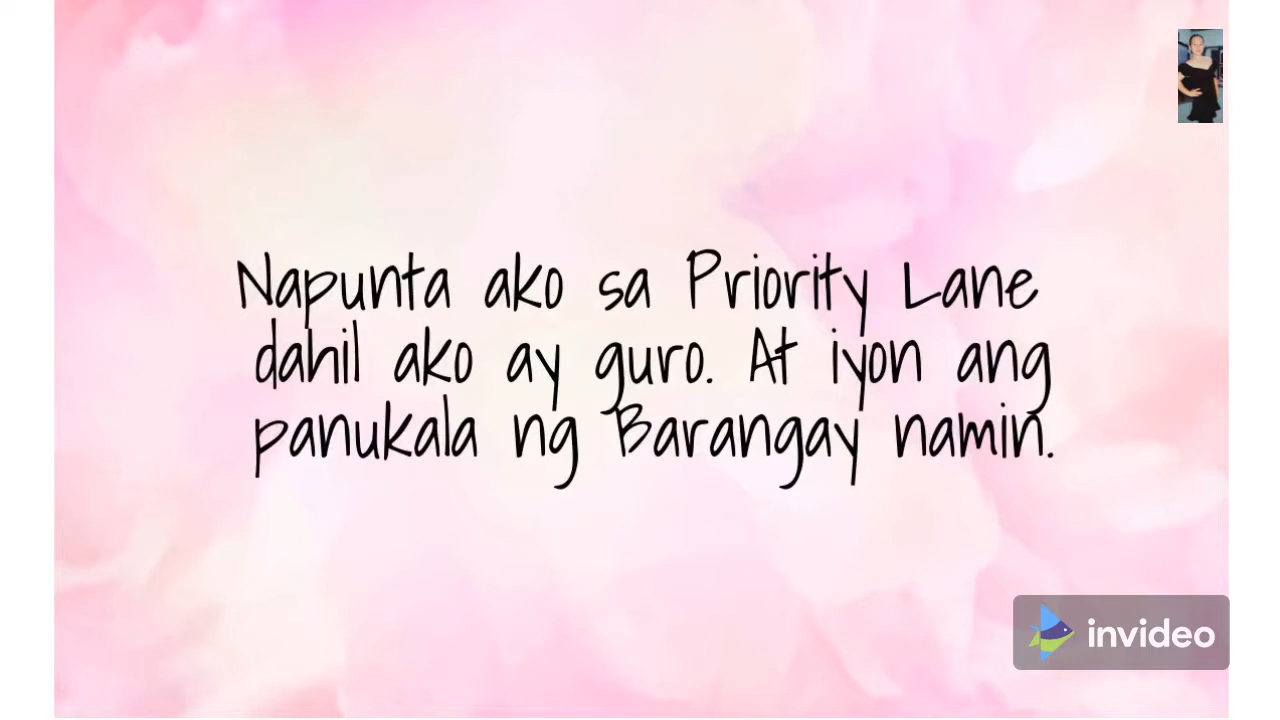 Napunta ako sa Priority Lane
dahil ako ay guro. At iyon ang
panukala ng Barangay namin.
invideo